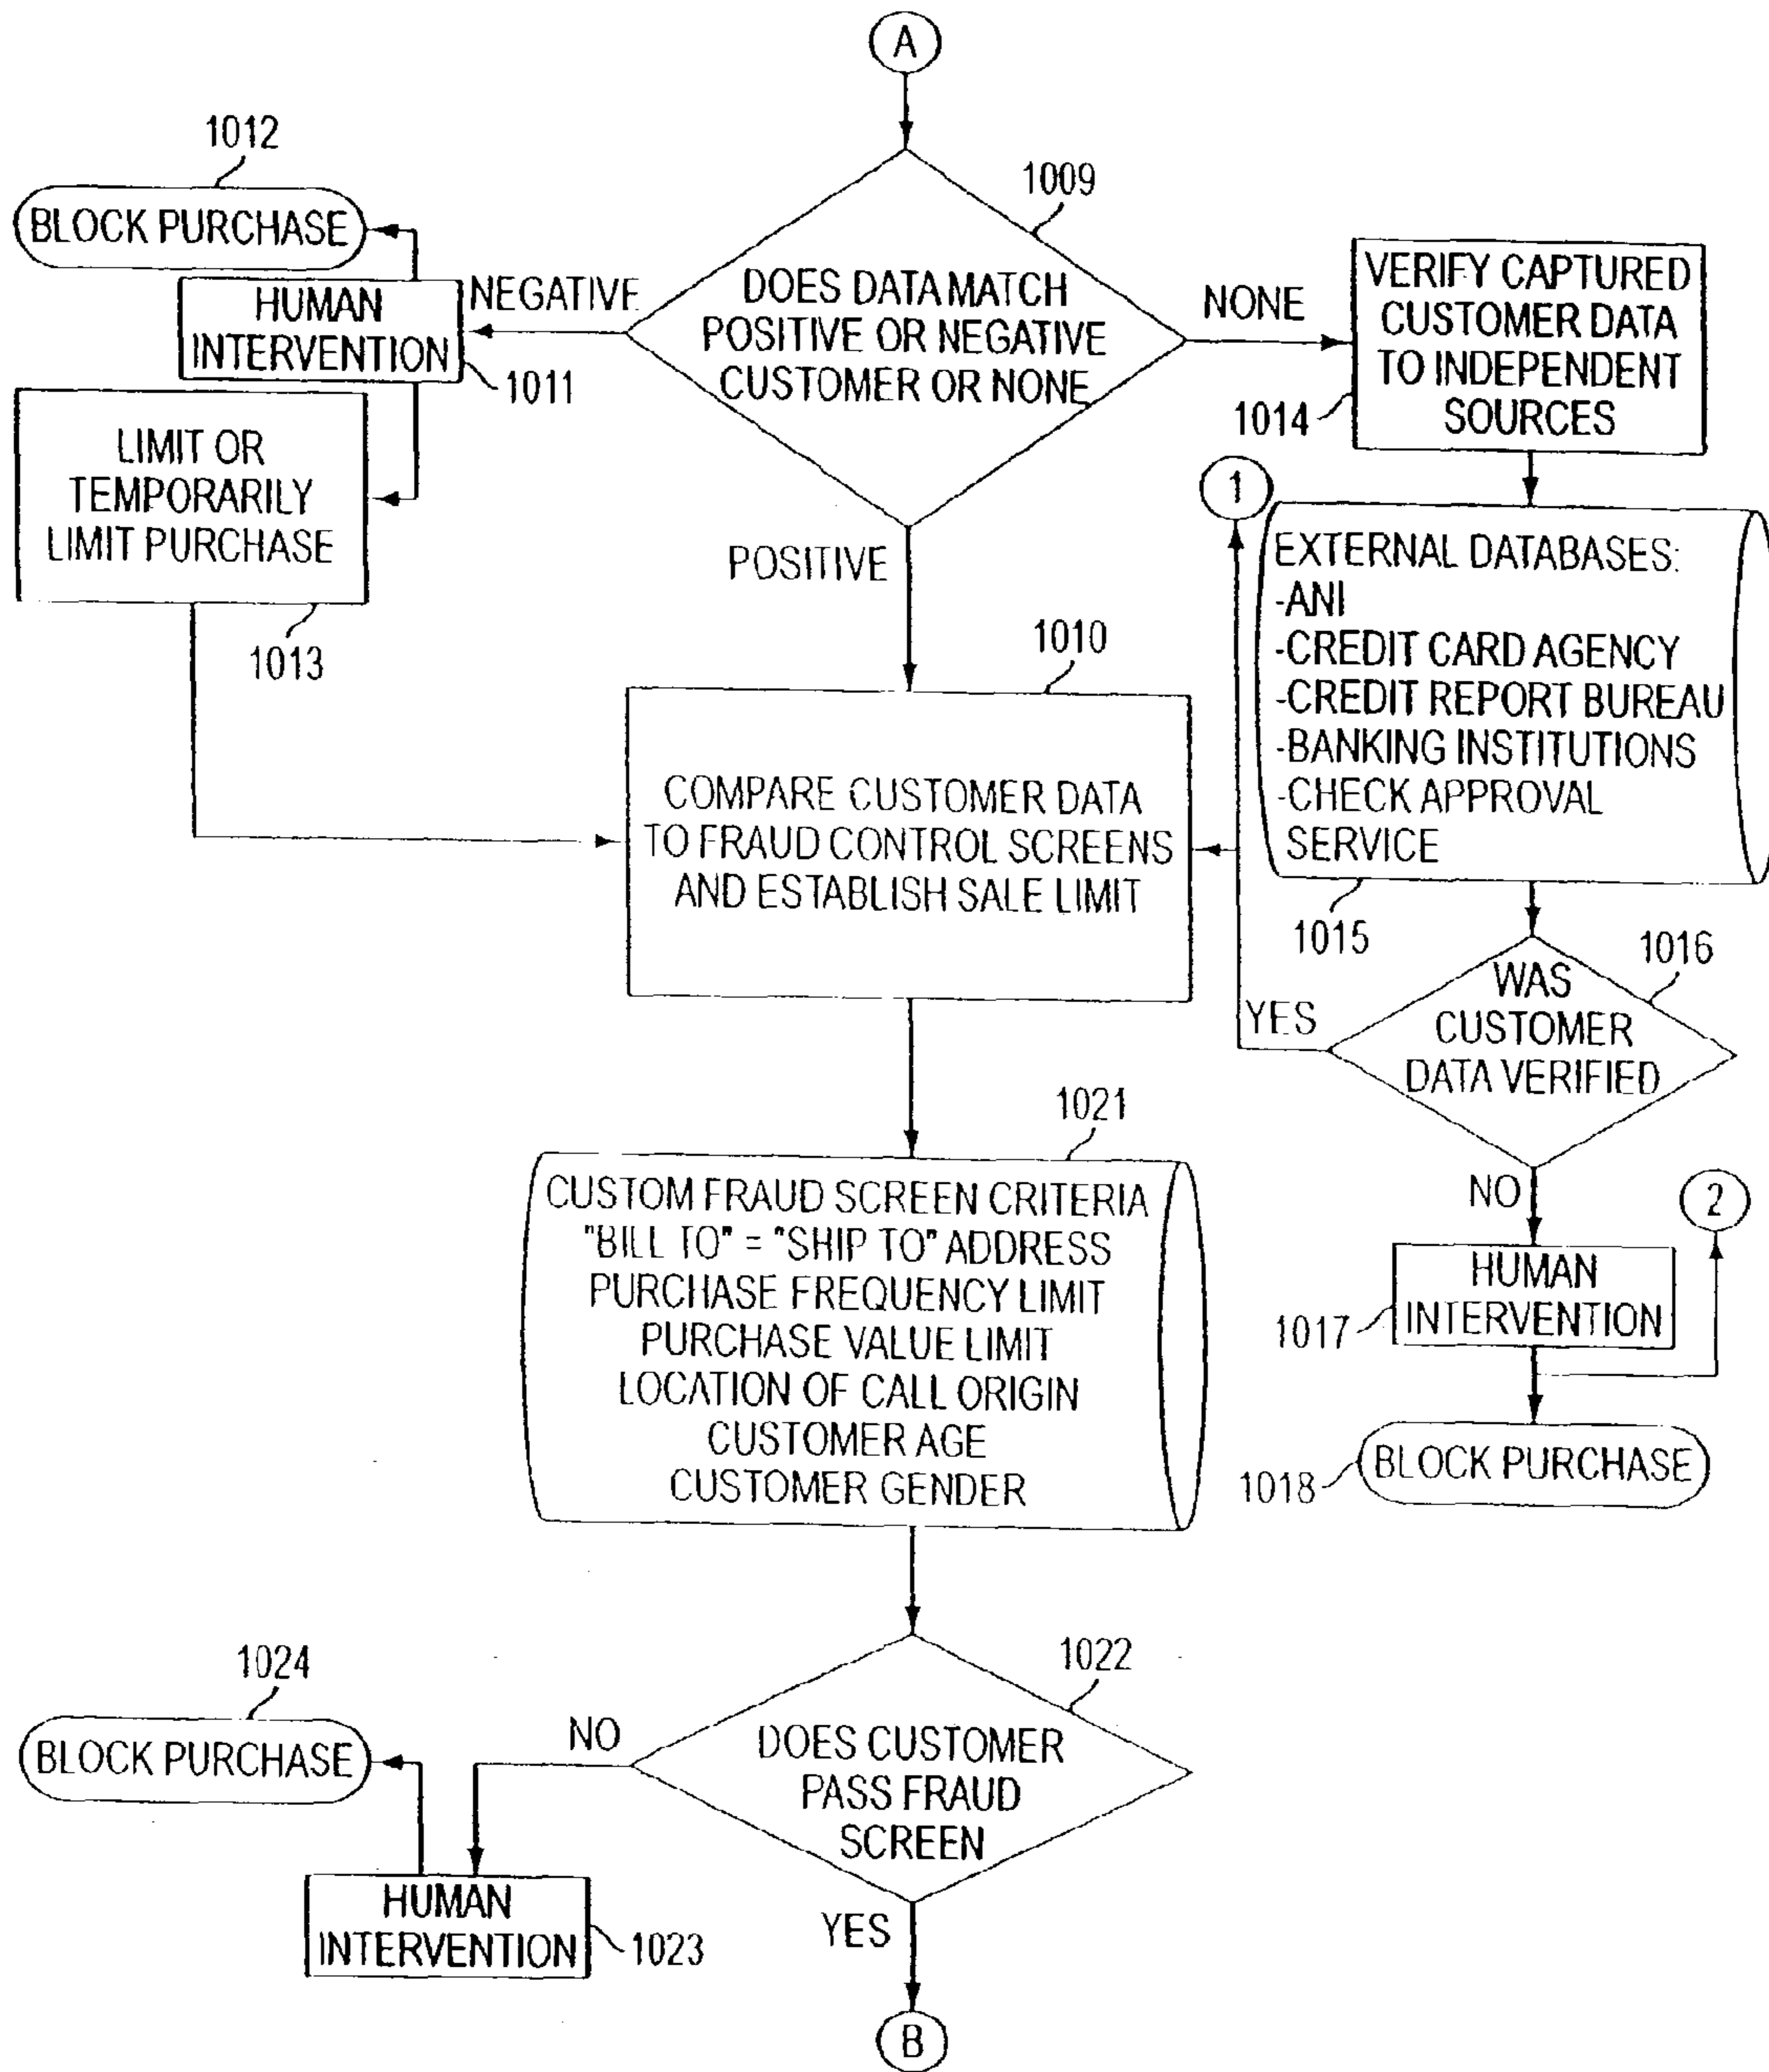 A
1012
BLOCK PURCHASE
1009
NEGATIVE
HUMAN
INTERVENTION
1011
DOES DATA MATCH
POSITIVE OR NEGATIVE
CUSTOMER OR NONE
NONE
VERIFY CAPTURED
CUSTOMER DATA
TO INDEPENDENT
SOURCES
1014
LIMIT OR
TEMPORARILY
LIMIT PURCHASE
1013
POSITIVE
1
EXTERNAL DATABASES:
-ANI
-CREDIT CARD AGENCY
-CREDIT REPORT BUREAU
-BANKING INSTITUTIONS
-CHECK APPROVAL
SERVICE
1015
1010
COMPARE CUSTOMER DATA
TO FRAUD CONTROL SCREENS
AND ESTABLISH SALE LIMIT
1016
WAS
CUSTOMER
DATA VERIFIED
YES
NO
2
HUMAN
INTERVENTION
1017
BLOCK PURCHASE
1018
1021
CUSTOM FRAUD SCREEN CRITERIA
"BILL TO" = "SHIP TO" ADDRESS
PURCHASE FREQUENCY LIMIT
PURCHASE VALUE LIMIT
LOCATION OF CALL ORIGIN
CUSTOMER AGE
CUSTOMER GENDER
1022
DOES CUSTOMER
PASS FRAUD
SCREEN
NO
1024
BLOCK PURCHASE
HUMAN
INTERVENTION
1023
YES
B